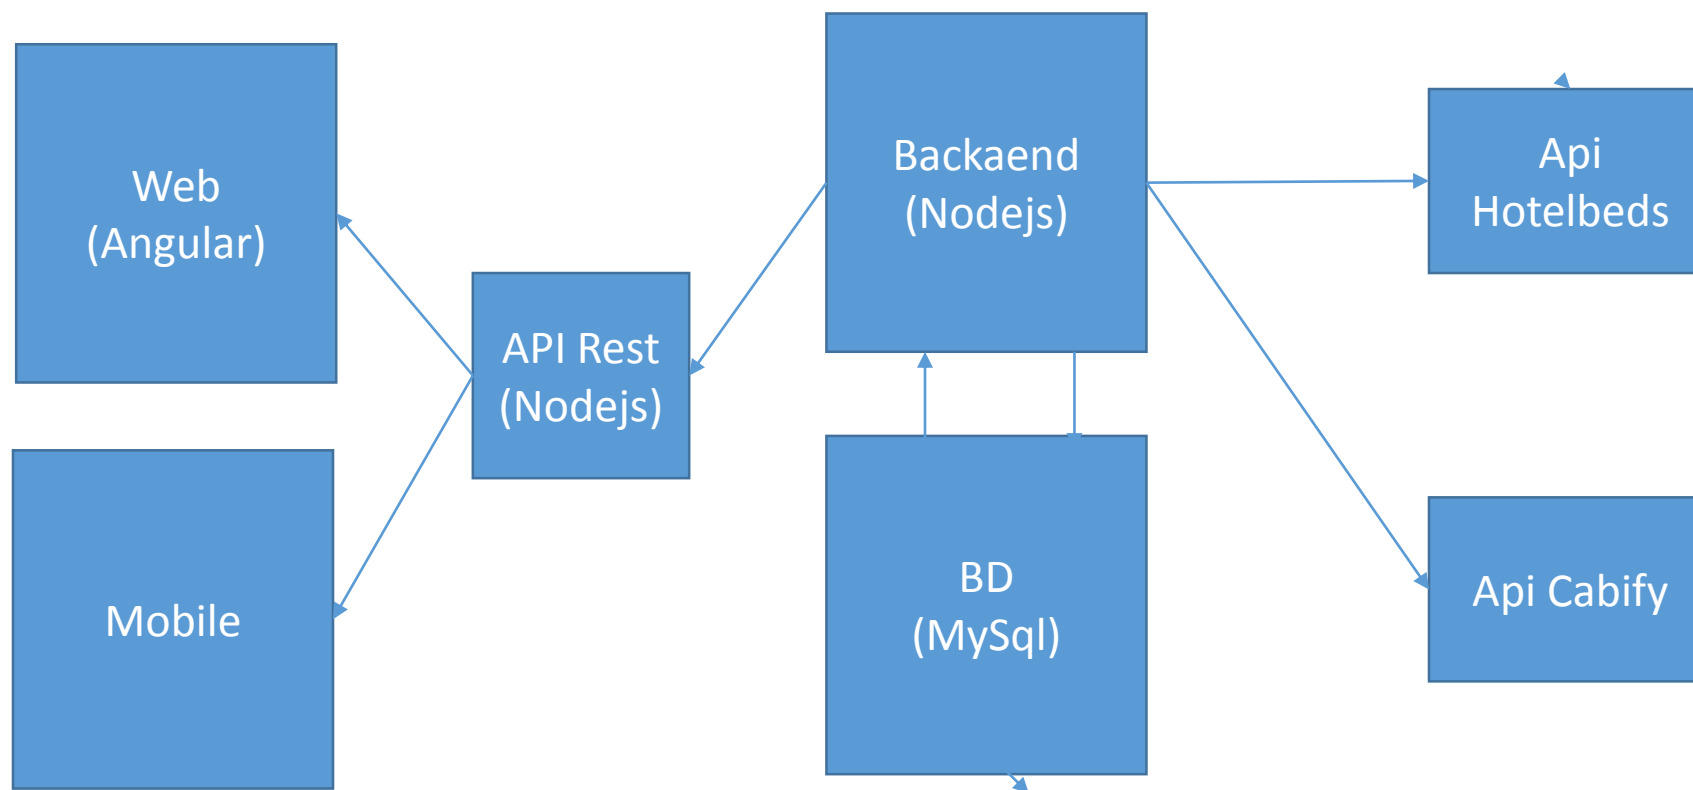 Web
(Angular)
Mobile
API Rest
(Nodejs)
Backaend
(Nodejs)
BD
(MySql)
Api
Hotelbeds
Api Cabify